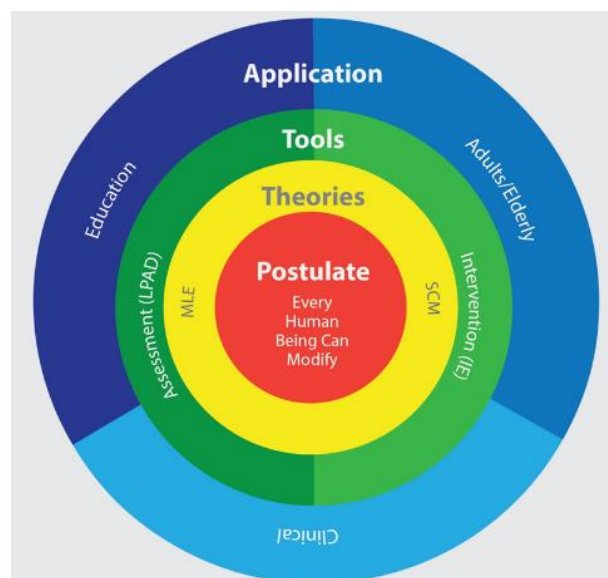 Application
Tools
Theories
Postulate
Every
Human
Being Can
Modify
Education
Adults/Elderly
Assessment (LPAD)
MLE
SCM
Intervention (IE)
Clinical